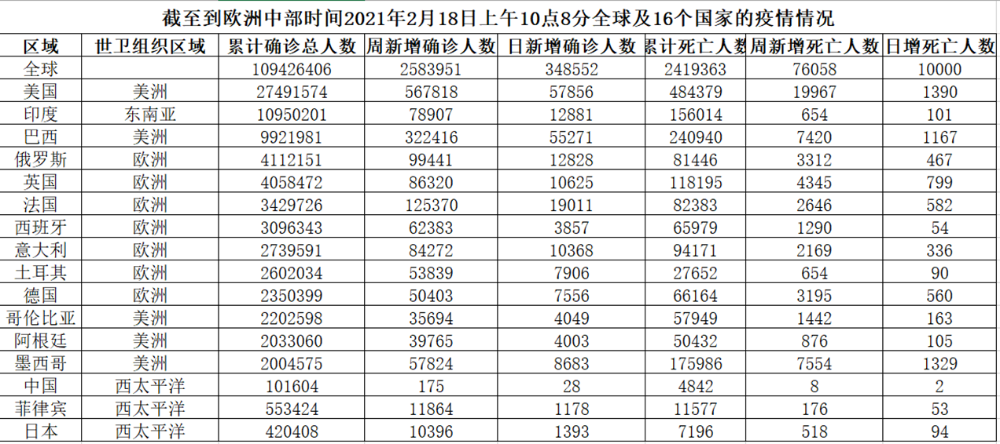 截至到欧洲中部时间2021年2月18日上午10点8分全球及16个国家的疫情情况
区域 世卫组织区域 累计确诊总人数 周新增确诊人数 日新增确诊人数 累计死亡人数 周新增死亡人数 日增死亡人数
全球 109426406 2583951 348552 2419363 76058 10000
美国 美洲 27491574 567818 57856 484379 19967 1390
印度 东南亚 10950201 78907 12881 156014 654 101
巴西 美洲 9921981 322416 55271 240940 7420 1167
俄罗斯 欧洲 4112151 99441 12828 81446 3312 467
英国 欧洲 4058472 86320 10625 118195 4345 799
法国 欧洲 3429726 125370 19011 82383 2646 582
西班牙 欧洲 3096343 62383 3857 65979 1290 54
意大利 欧洲 2739591 84272 10368 94171 2169 336
土耳其 欧洲 2602034 53839 7906 27652 654 90
德国 欧洲 2350399 50403 7556 66164 3195 560
哥伦比亚 美洲 2202598 35694 4049 57949 1442 163
阿根廷 美洲 2033060 39765 4003 50432 876 105
墨西哥 美洲 2004575 57824 8683 175986 7554 1329
中国 西太平洋 101604 175 28 4842 8 2
菲律宾 西太平洋 553424 11864 1178 11577 176 53
日本 西太平洋 420408 10396 1393 7196 518 94